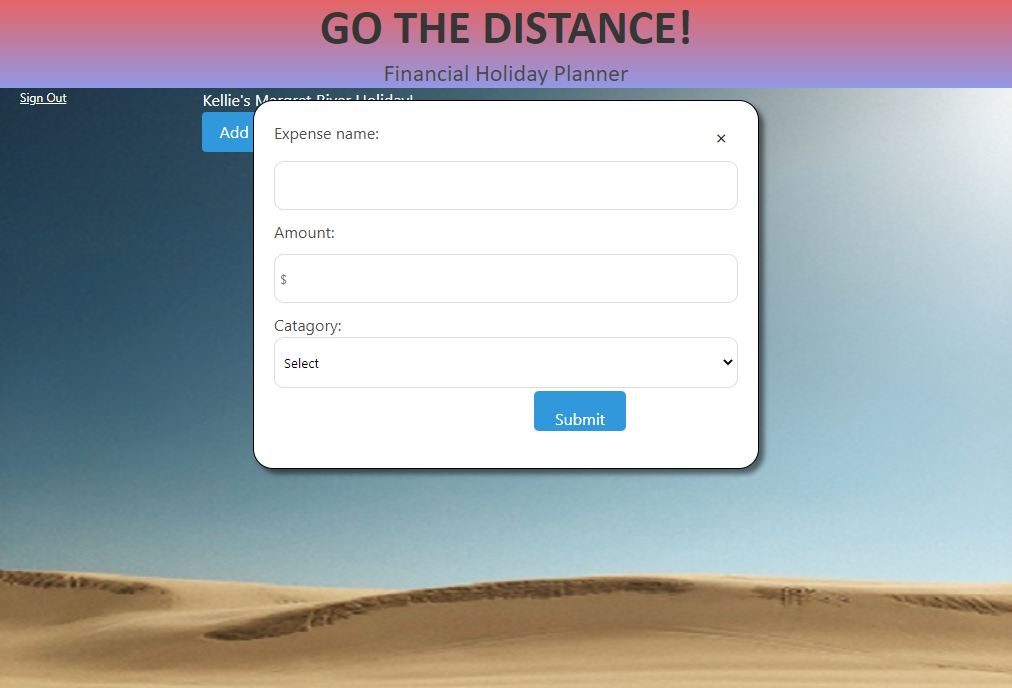 GO THE DISTANCE!
Financial Holiday Planner
Sign Out
Kellie's Margret River Holiday!
Add
Expense name:
×
Amount:
$
Catagory:
Select
Submit